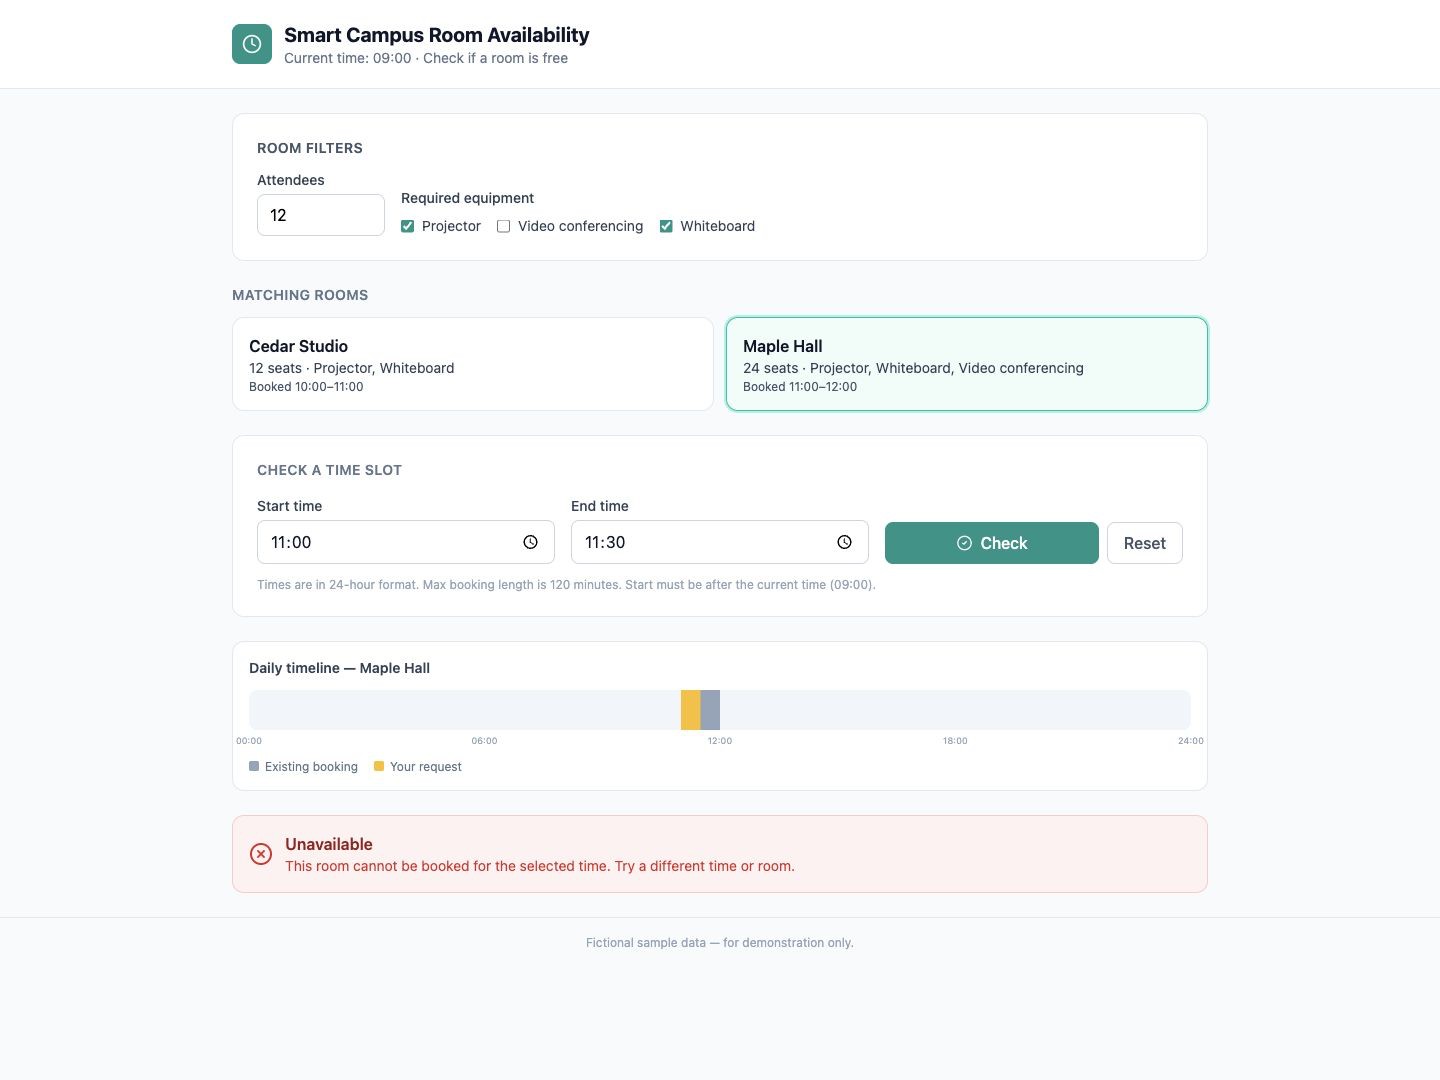 Smart Campus Room Availability
Current time: 09:00 · Check if a room is free
ROOM FILTERS
Attendees
12
Required equipment
Projector
Video conferencing
Whiteboard
MATCHING ROOMS
Cedar Studio
12 seats · Projector, Whiteboard
Booked 10:00–11:00
Maple Hall
24 seats · Projector, Whiteboard, Video conferencing
Booked 11:00–12:00
CHECK A TIME SLOT
Start time
11:00
End time
11:30
Check
Reset
Times are in 24-hour format. Max booking length is 120 minutes. Start must be after the current time (09:00).
Daily timeline — Maple Hall
00:00 06:00 12:00 18:00 24:00
Existing booking
Your request
Unavailable
This room cannot be booked for the selected time. Try a different time or room.
Fictional sample data — for demonstration only.